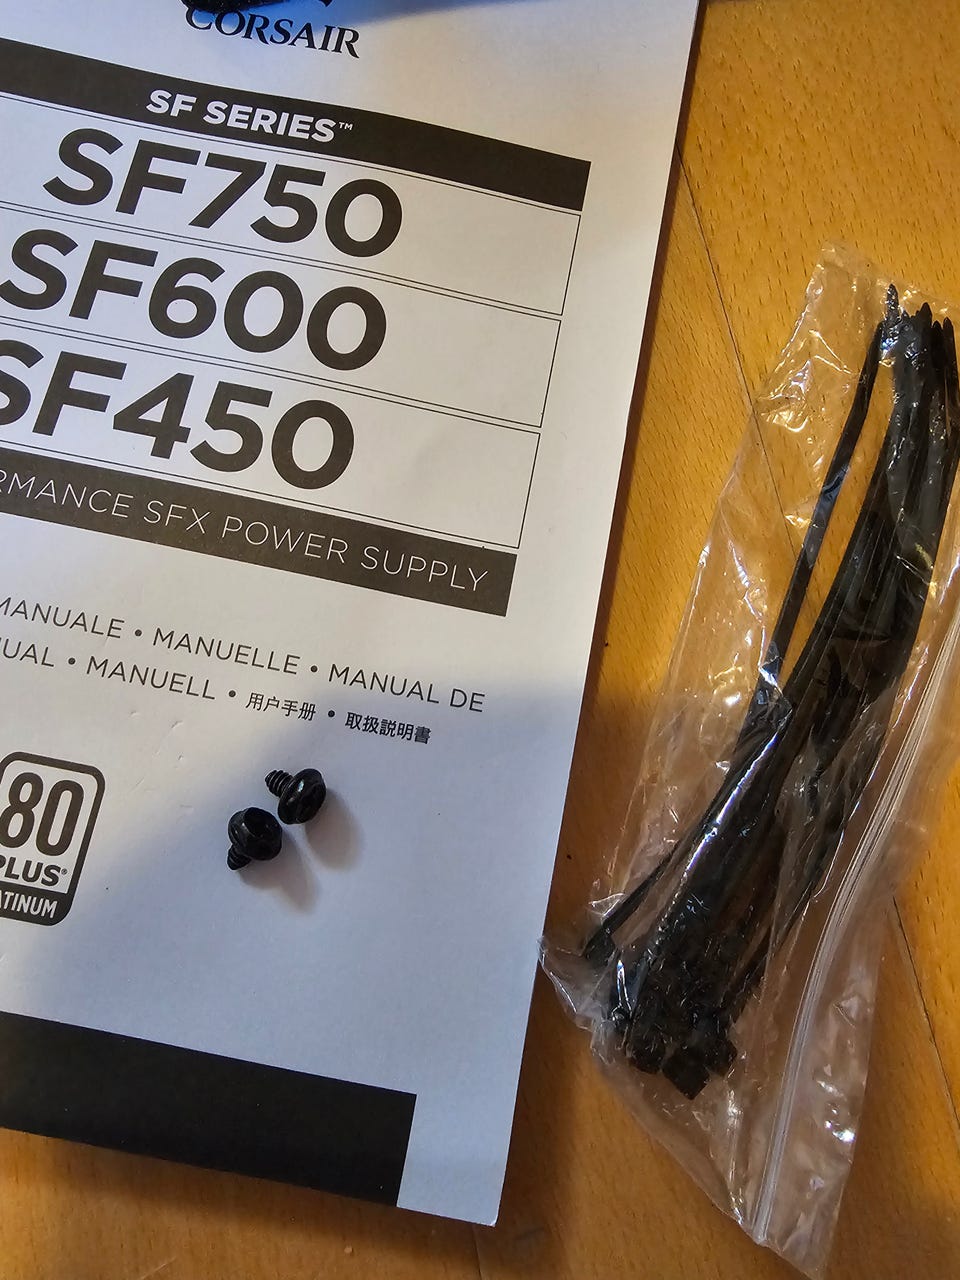 CORSAIR
SF SERIES™
SF750
SF600
SF450
RMANCE SFX POWER SUPPLY
MANUALE • MANUELLE • MANUAL DE
UAL • MANUELL • 用户手册 • 取扱説明書
80
PLUS®
ATINUM